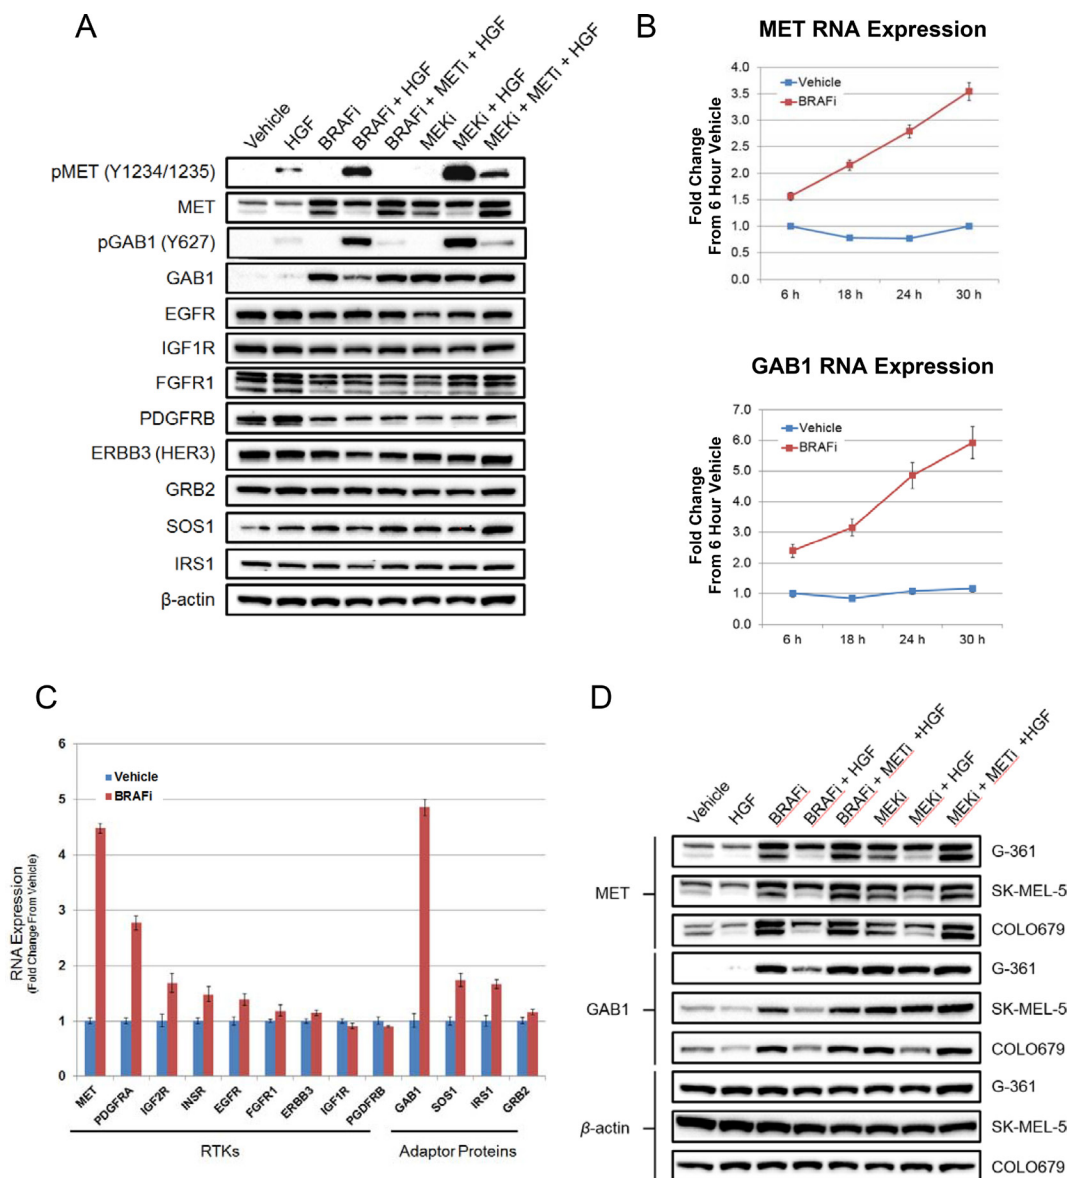 A
Vehicle
HGF
BRAFi
BRAFi + HGF
BRAFi + METi + HGF
MEKi
MEKi + HGF
MEKi + METi + HGF
pMET (Y1234/1235)
MET
pGAB1 (Y627)
GAB1
EGFR
IGF1R
FGFR1
PDGFRB
ERBB3 (HER3)
GRB2
SOS1
IRS1
β-actin
B
MET RNA Expression
Fold Change
From 6 Hour Vehicle
4.0
3.5
3.0
2.5
2.0
1.5
1.0
0.5
0.0
Vehicle
BRAFi
6 h
18 h
24 h
30 h
GAB1 RNA Expression
Fold Change
From 6 Hour Vehicle
7.0
6.0
5.0
4.0
3.0
2.0
1.0
0.0
Vehicle
BRAFi
6 h
18 h
24 h
30 h
C
RNA Expression
(Fold Change From Vehicle)
6
5
4
3
2
1
0
Vehicle
BRAFi
MET
PDGFRA
IGF2R
INSR
EGFR
FGFR1
ERBB3
IGF1R
PGDFRB
GAB1
SOS1
IRS1
GRB2
RTKs
Adaptor Proteins
D
Vehicle
HGF
BRAFi
BRAFi + HGF
BRAFi + METi +HGF
MEKi
MEKi + HGF
MEKi + METi +HGF
MET
G-361
SK-MEL-5
COLO679
GAB1
G-361
SK-MEL-5
COLO679
β-actin
G-361
SK-MEL-5
COLO679